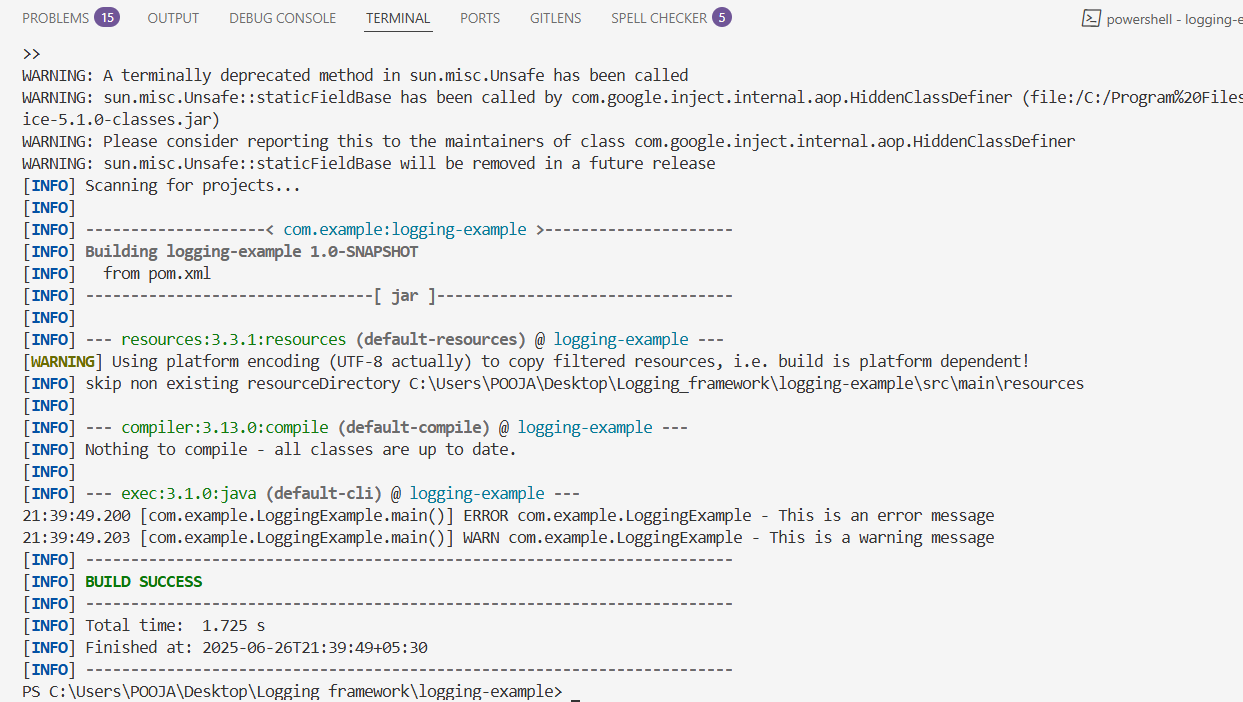 PROBLEMS 15 OUTPUT DEBUG CONSOLE TERMINAL PORTS GITLENS SPELL CHECKER 5 powershell - logging-e
>>
WARNING: A terminally deprecated method in sun.misc.Unsafe has been called
WARNING: sun.misc.Unsafe::staticFieldBase has been called by com.google.inject.internal.aop.HiddenClassDefiner (file:/C:/Program%20Files
ice-5.1.0-classes.jar)
WARNING: Please consider reporting this to the maintainers of class com.google.inject.internal.aop.HiddenClassDefiner
WARNING: sun.misc.Unsafe::staticFieldBase will be removed in a future release
[INFO] Scanning for projects...
[INFO]
[INFO] --------------------< com.example:logging-example >---------------------
[INFO] Building logging-example 1.0-SNAPSHOT
[INFO]   from pom.xml
[INFO] --------------------------------[ jar ]---------------------------------
[INFO]
[INFO] --- resources:3.3.1:resources (default-resources) @ logging-example ---
[WARNING] Using platform encoding (UTF-8 actually) to copy filtered resources, i.e. build is platform dependent!
[INFO] skip non existing resourceDirectory C:\Users\POOJA\Desktop\Logging_framework\logging-example\src\main\resources
[INFO]
[INFO] --- compiler:3.13.0:compile (default-compile) @ logging-example ---
[INFO] Nothing to compile - all classes are up to date.
[INFO]
[INFO] --- exec:3.1.0:java (default-cli) @ logging-example ---
21:39:49.200 [com.example.LoggingExample.main()] ERROR com.example.LoggingExample - This is an error message
21:39:49.203 [com.example.LoggingExample.main()] WARN com.example.LoggingExample - This is a warning message
[INFO] ------------------------------------------------------------------------
[INFO] BUILD SUCCESS
[INFO] ------------------------------------------------------------------------
[INFO] Total time:  1.725 s
[INFO] Finished at: 2025-06-26T21:39:49+05:30
[INFO] ------------------------------------------------------------------------
PS C:\Users\POOJA\Desktop\Logging_framework\logging-example>